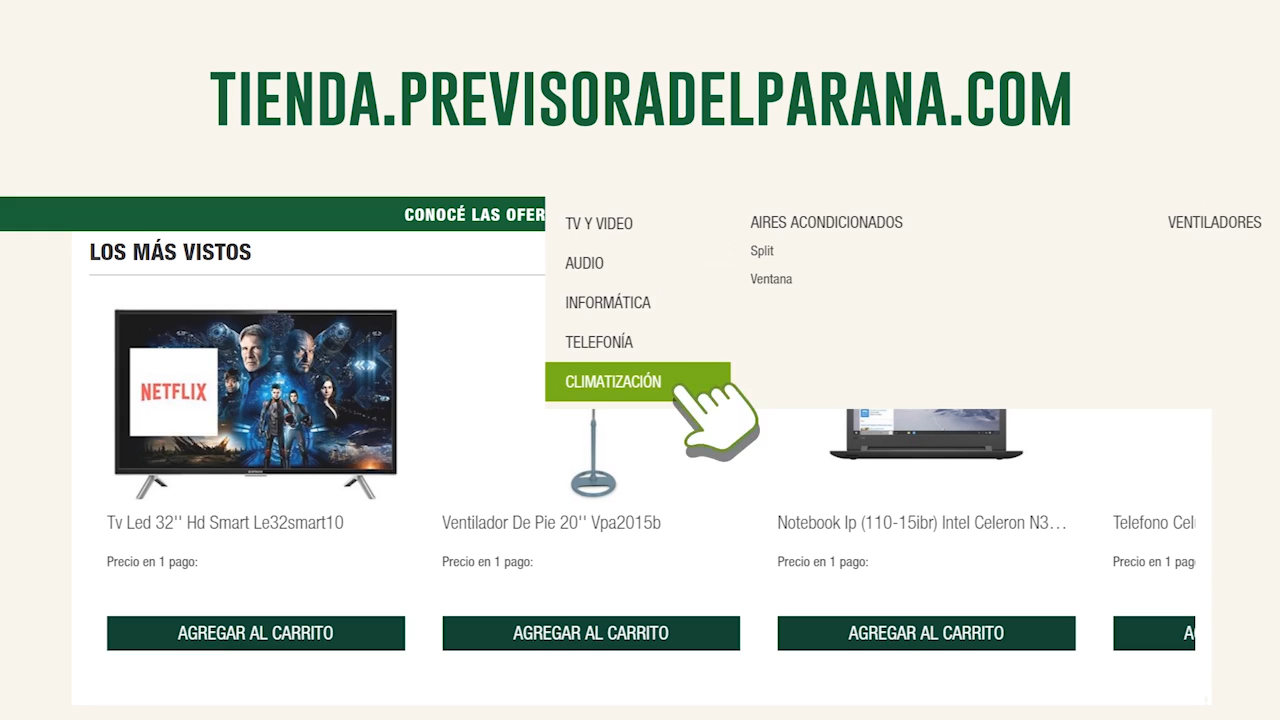 TIENDA.PREVISORADELPARANA.COM
CONOCÉ LAS OFER
LOS MÁS VISTOS
TV Y VIDEO
AUDIO
INFORMÁTICA
TELEFONÍA
CLIMATIZACIÓN
AIRES ACONDICIONADOS
Split
Ventana
VENTILADORES
NETFLIX
Tv Led 32'' Hd Smart Le32smart10
Precio en 1 pago:
AGREGAR AL CARRITO
Ventilador De Pie 20'' Vpa2015b
Precio en 1 pago:
AGREGAR AL CARRITO
Notebook Ip (110-15ibr) Intel Celeron N3…
Precio en 1 pago:
AGREGAR AL CARRITO
Telefono Cel
Precio en 1 pag
A